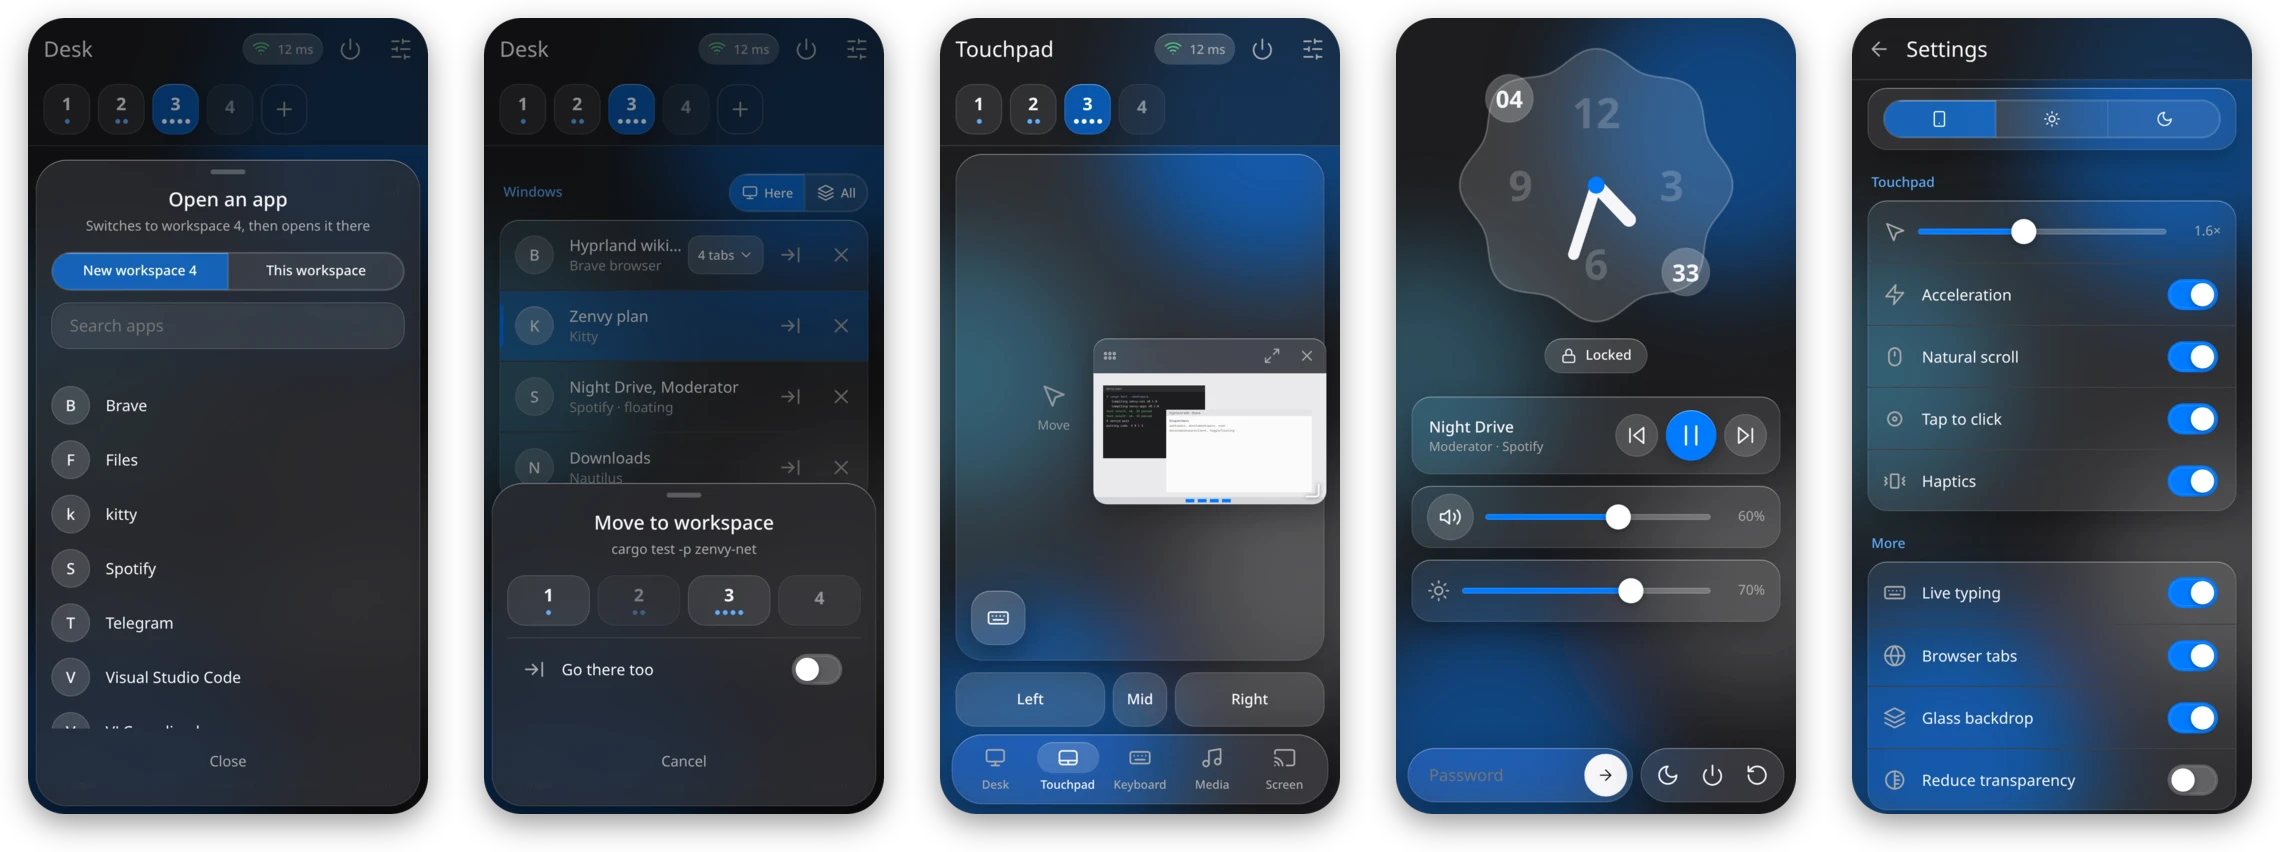 Desk
12 ms
1
2
3
4
Open an app
Switches to workspace 4, then opens it there
New workspace 4
This workspace
Search apps
B
Brave
F
Files
k
kitty
S
Spotify
T
Telegram
V
Visual Studio Code
Close
Desk
12 ms
1
2
3
4
Windows
Here
All
B
Hyprland wiki...
Brave browser
4 tabs
K
Zenvy plan
Kitty
S
Night Drive, Moderator
Spotify · floating
N
Downloads
Nautilus
Move to workspace
cargo test -p zenvy-net
1
2
3
4
Go there too
Cancel
Touchpad
12 ms
1
2
3
4
Move
Left
Mid
Right
Desk
Touchpad
Keyboard
Media
Screen
04
12
9
3
6
33
Locked
Night Drive
Moderator · Spotify
60%
70%
Password
Settings
Touchpad
1.6×
Acceleration
Natural scroll
Tap to click
Haptics
More
Live typing
Browser tabs
Glass backdrop
Reduce transparency